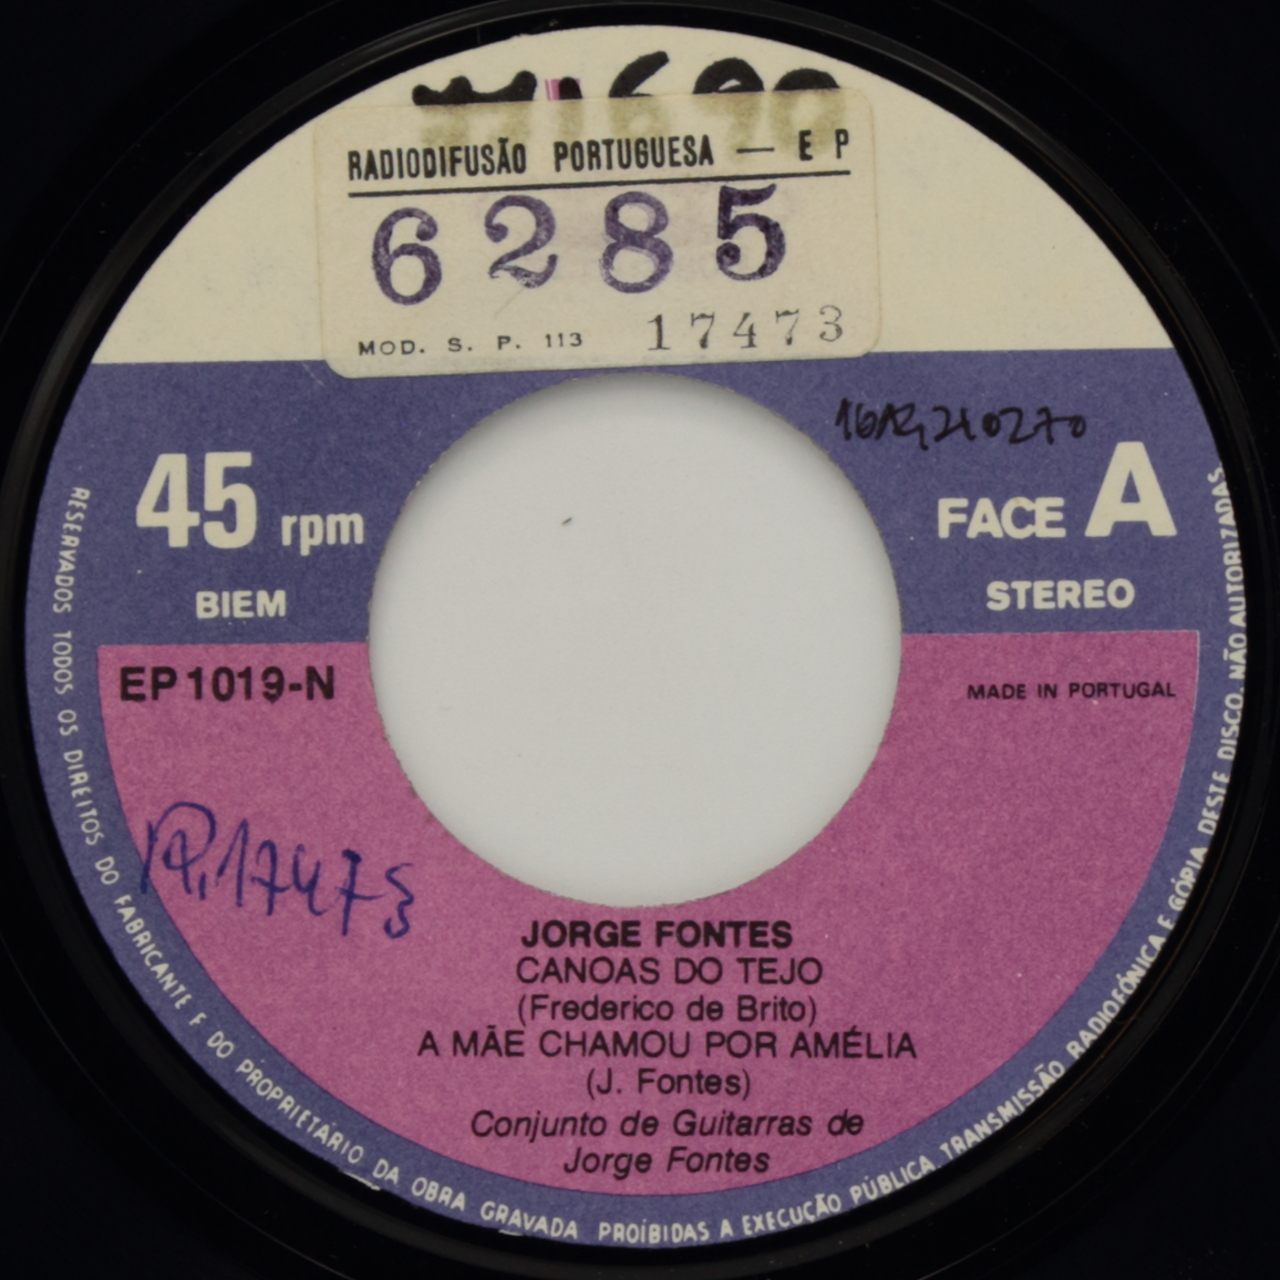 RADIODIFUSÃO PORTUGUESA — E P
6285
MOD. S. P. 113 17473
45 rpm
BIEM
FACE A
STEREO
EP 1019-N
MADE IN PORTUGAL
17473
JORGE FONTES
CANOAS DO TEJO
(Frederico de Brito)
A MÃE CHAMOU POR AMÉLIA
(J. Fontes)
Conjunto de Guitarras de
Jorge Fontes
RESERVADOS TODOS OS DIREITOS DO FABRICANTE E DO PROPRIETÁRIO DA OBRA GRAVADA PROÍBIDAS A EXECUÇÃO PÚBLICA, TRANSMISSÃO RADIOFÓNICA E CÓPIA DESTE DISCO, NÃO AUTORIZADAS.